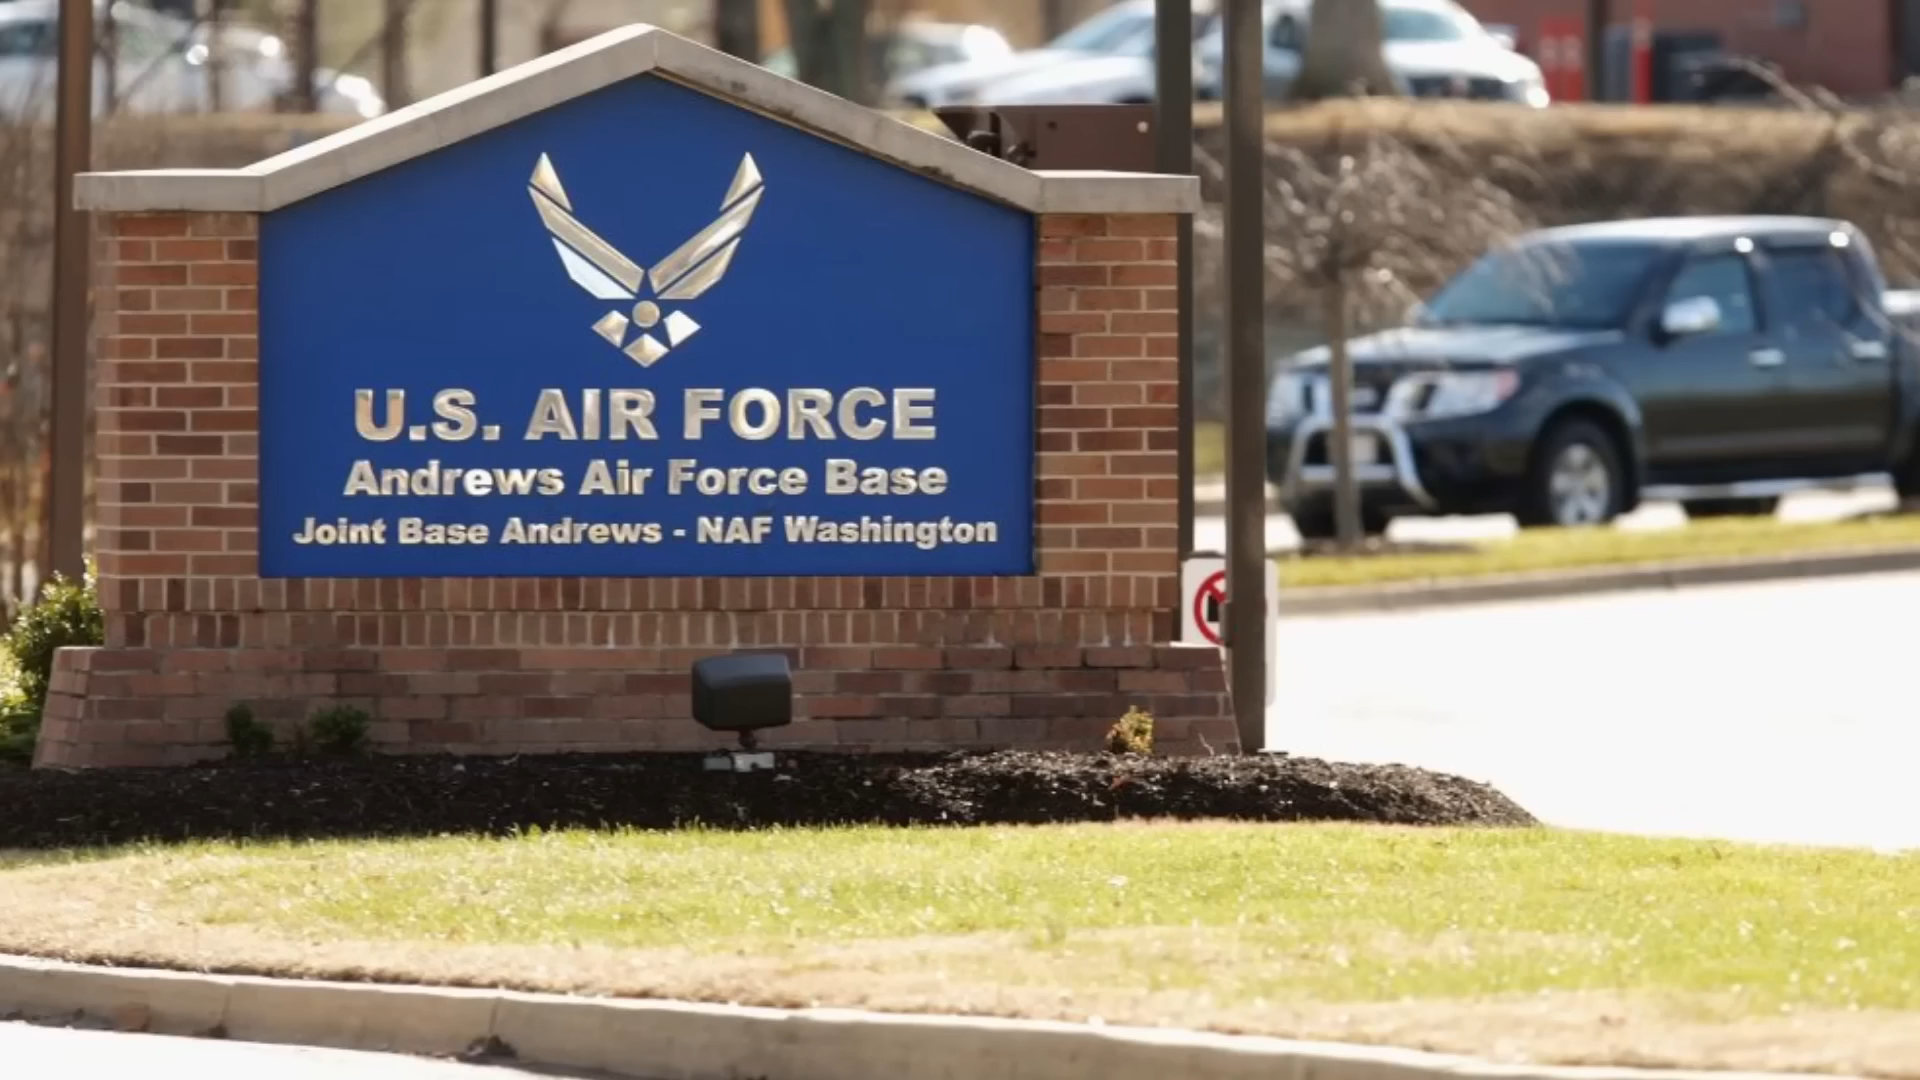 U.S. AIR FORCE
Andrews Air Force Base
Joint Base Andrews - NAF Washington